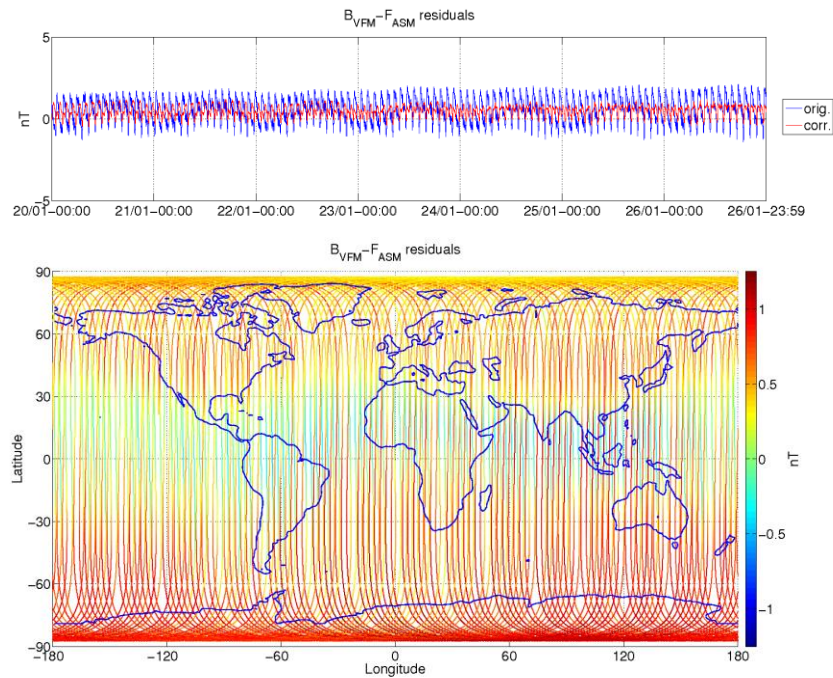 B_VFM−F_ASM residuals
5
0
−5
nT
20/01−00:00 21/01−00:00 22/01−00:00 23/01−00:00 24/01−00:00 25/01−00:00 26/01−00:00 26/01−23:59
orig.
corr.
B_VFM−F_ASM residuals
90
60
30
0
−30
−60
−90
Latitude
−180 −120 −60 0 60 120 180
Longitude
1
0.5
0
−0.5
−1
nT